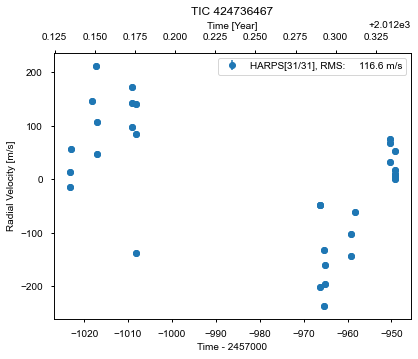 TIC 424736467
Time [Year]
+2.012e3
0.125 0.150 0.175 0.200 0.225 0.250 0.275 0.300 0.325
HARPS[31/31], RMS: 116.6 m/s
Radial Velocity [m/s]
200
100
0
−100
−200
−1020 −1010 −1000 −990 −980 −970 −960 −950
Time - 2457000